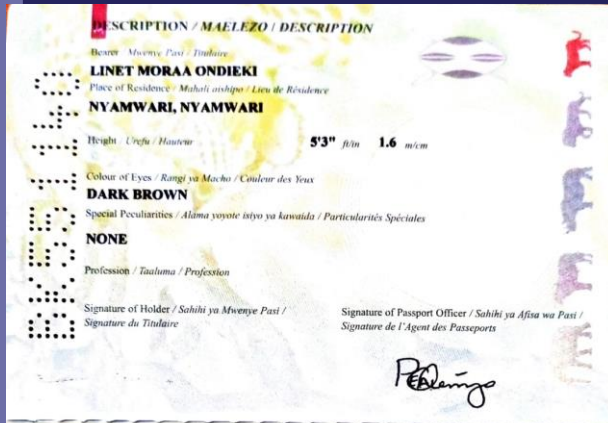 DESCRIPTION / MAELEZO / DESCRIPTION
Bearer / Mwenye Pasi / Titulaire
LINET MORAA ONDIEKI
Place of Residence / Mahali aishipo / Lieu de Résidence
NYAMWARI, NYAMWARI
Height / Urefu / Hauteur 5'3" ft/in 1.6 m/cm
Colour of Eyes / Rangi ya Macho / Couleur des Yeux
DARK BROWN
Special Peculiarities / Alama yoyote isiyo ya kawaida / Particularités Spéciales
NONE
Profession / Taaluma / Profession
Signature of Holder / Sahihi ya Mwenye Pasi /
Signature du Titulaire
Signature of Passport Officer / Sahihi ya Afisa wa Pasi /
Signature de l'Agent des Passeports
BK551140